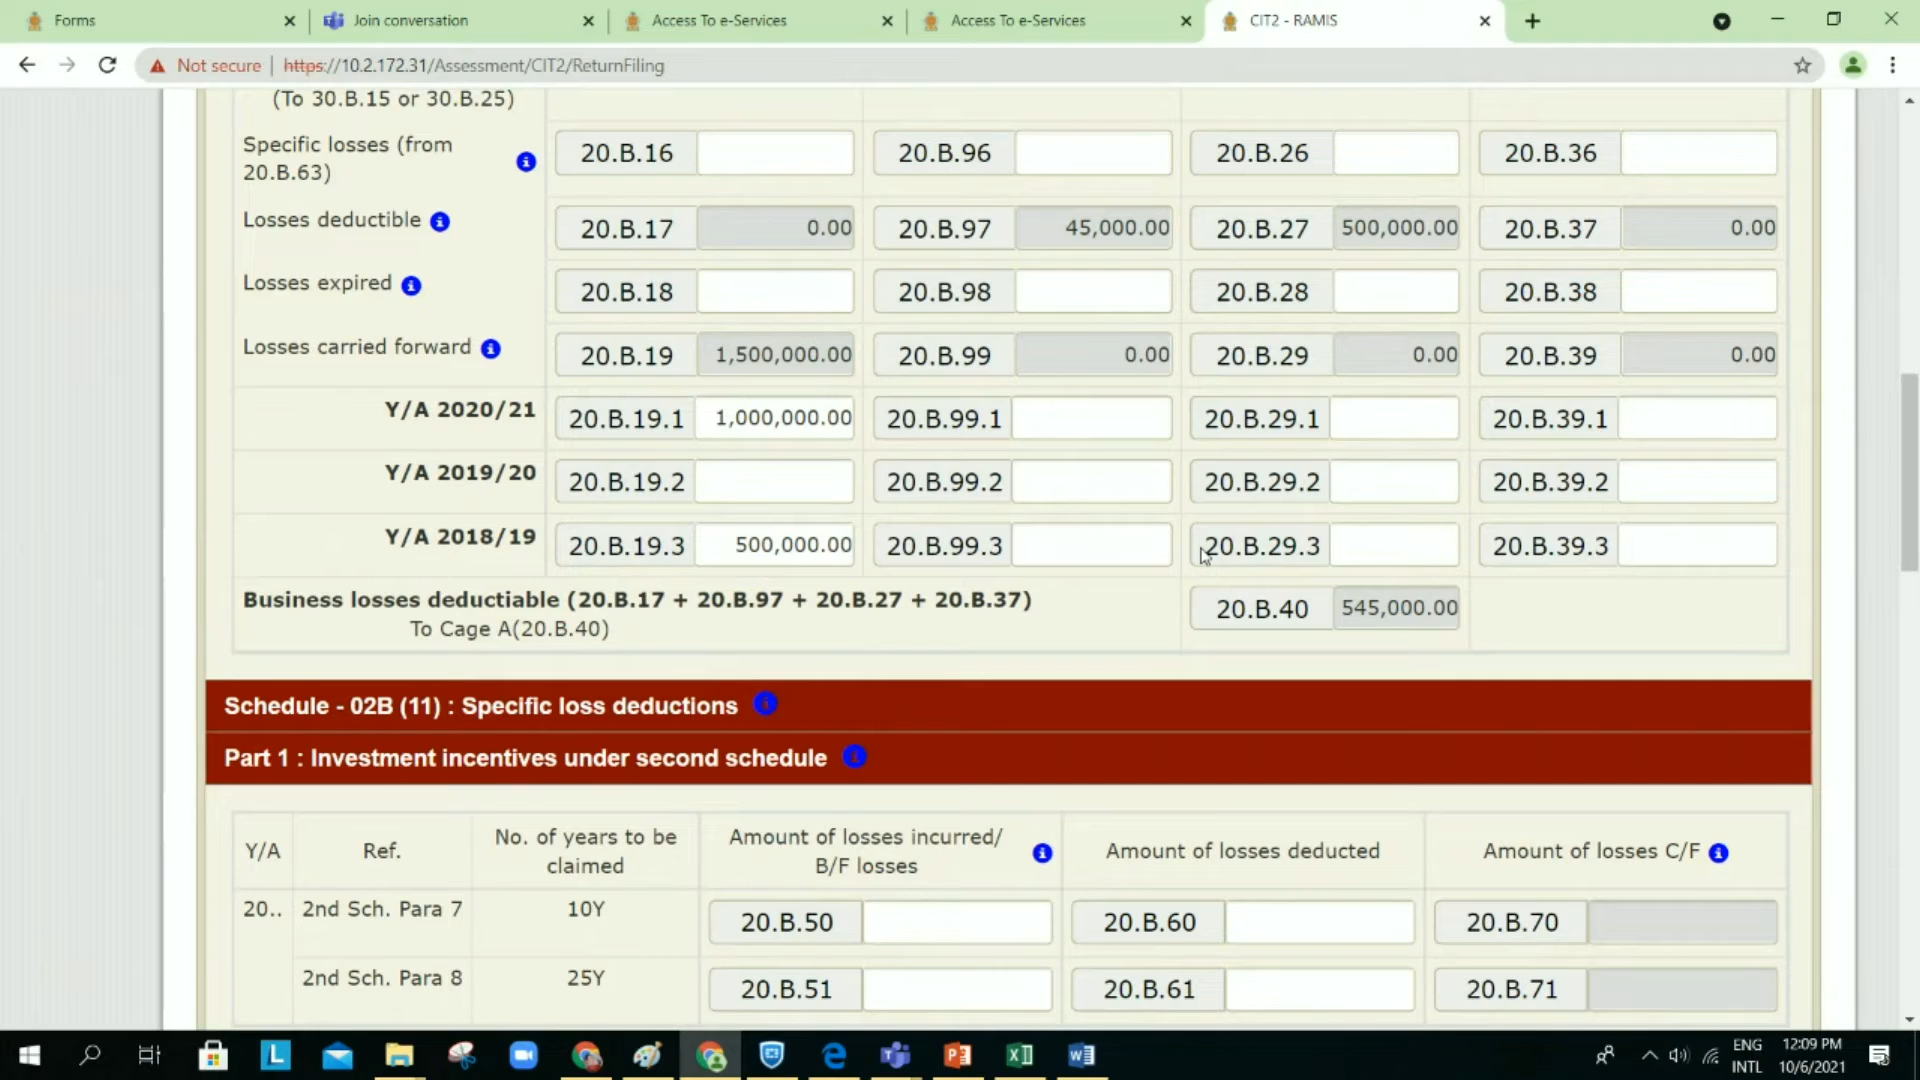 Forms
Join conversation
Access To e-Services
Access To e-Services
CIT2 - RAMIS
Not secure
https://10.2.172.31/Assessment/CIT2/ReturnFiling
(To 30.B.15 or 30.B.25)
Specific losses (from
20.B.63)
20.B.16
20.B.96
20.B.26
20.B.36
Losses deductible
20.B.17 0.00
20.B.97 45,000.00
20.B.27 500,000.00
20.B.37 0.00
Losses expired
20.B.18
20.B.98
20.B.28
20.B.38
Losses carried forward
20.B.19 1,500,000.00
20.B.99 0.00
20.B.29 0.00
20.B.39 0.00
Y/A 2020/21
20.B.19.1 1,000,000.00
20.B.99.1
20.B.29.1
20.B.39.1
Y/A 2019/20
20.B.19.2
20.B.99.2
20.B.29.2
20.B.39.2
Y/A 2018/19
20.B.19.3 500,000.00
20.B.99.3
20.B.29.3
20.B.39.3
Business losses deductiable (20.B.17 + 20.B.97 + 20.B.27 + 20.B.37)
To Cage A(20.B.40)
20.B.40 545,000.00
Schedule - 02B (11) : Specific loss deductions
Part 1 : Investment incentives under second schedule
Y/A
Ref.
No. of years to be
claimed
Amount of losses incurred/
B/F losses
Amount of losses deducted
Amount of losses C/F
20..
2nd Sch. Para 7
10Y
20.B.50
20.B.60
20.B.70
2nd Sch. Para 8
25Y
20.B.51
20.B.61
20.B.71
ENG
INTL
12:09 PM
10/6/2021